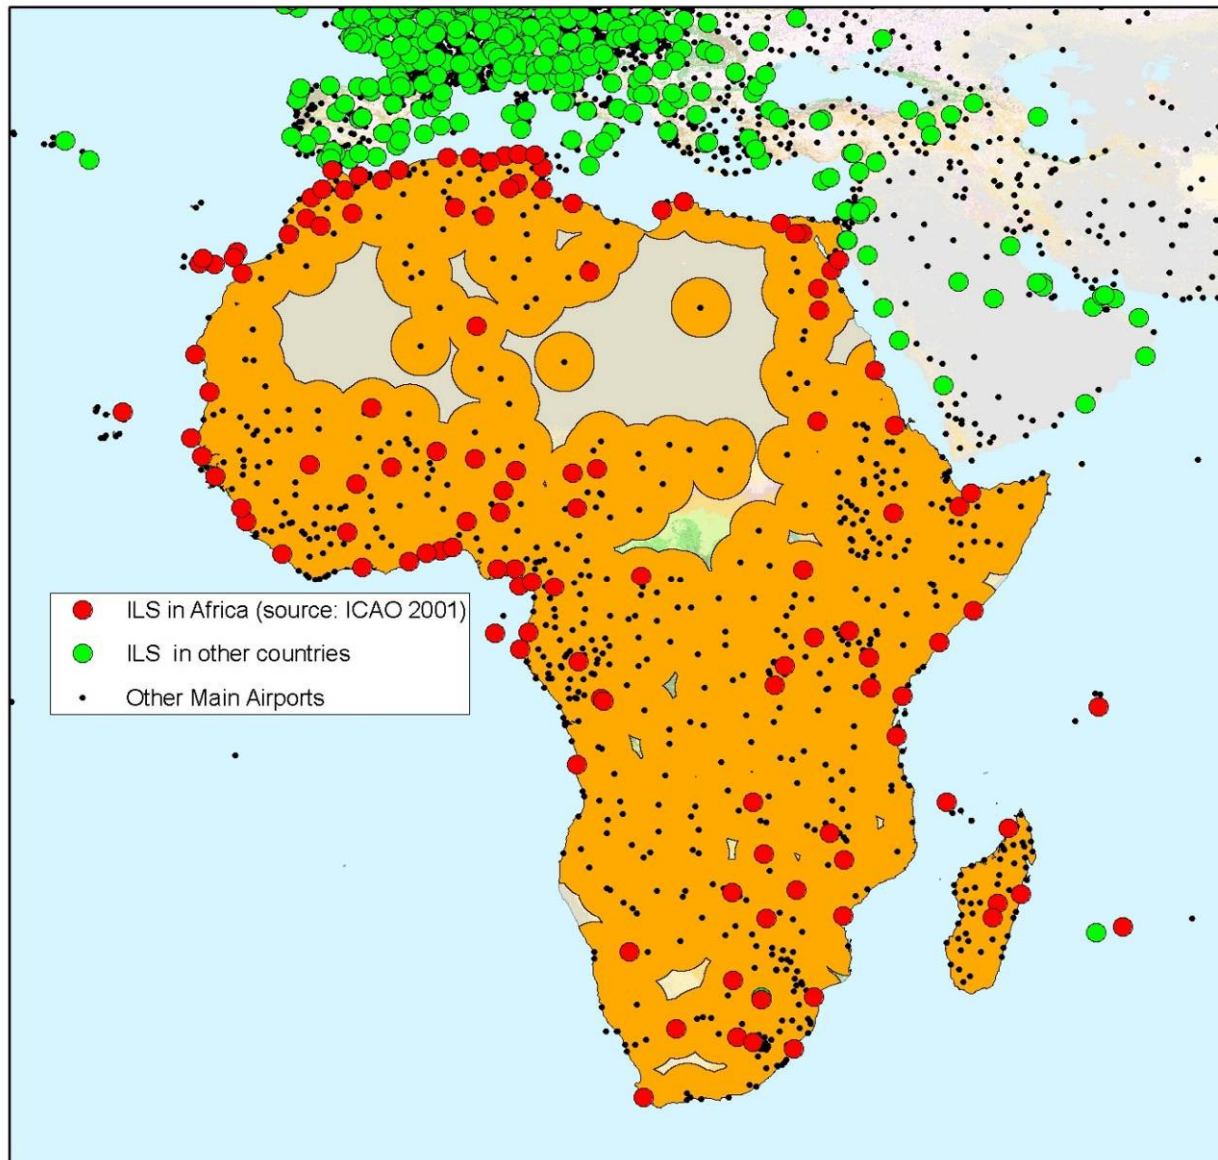 ILS in Africa (source: ICAO 2001)
ILS in other countries
Other Main Airports